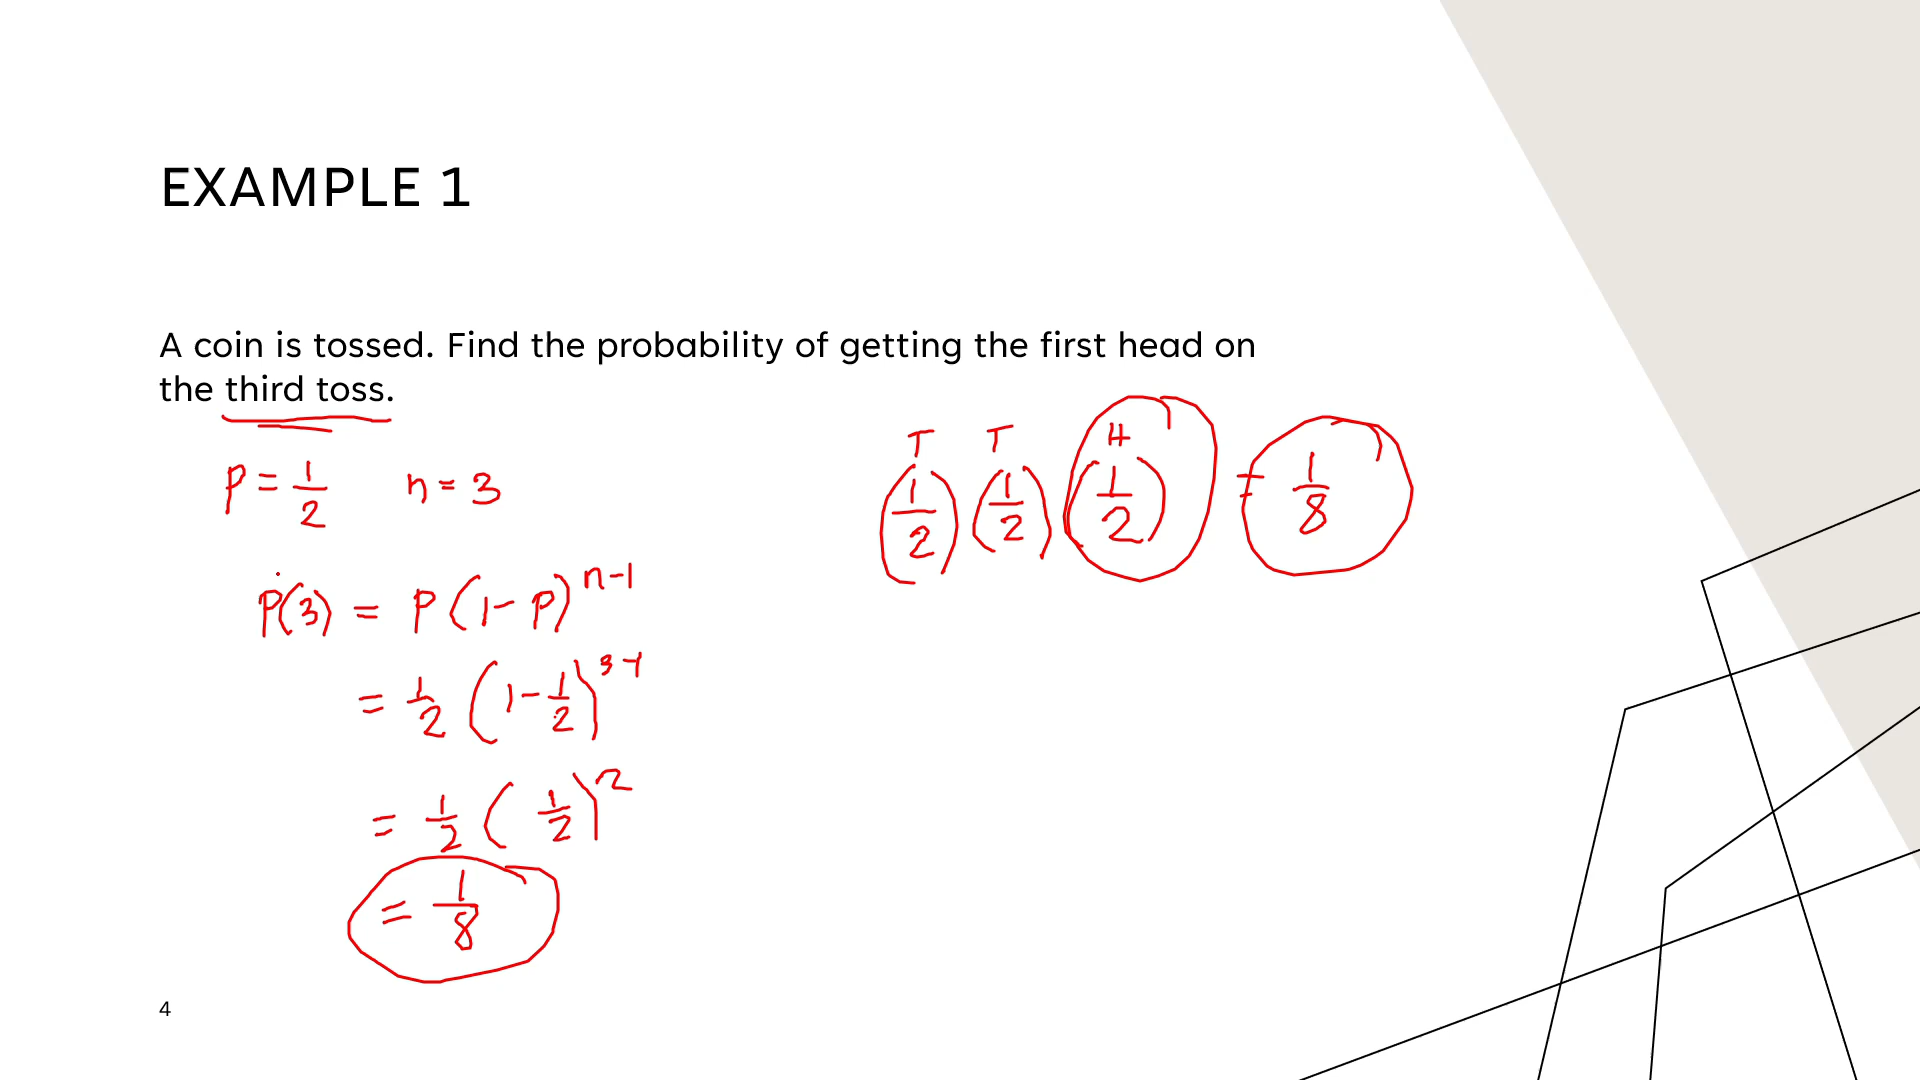 EXAMPLE 1
A coin is tossed. Find the probability of getting the first head on
the third toss.
T T H
P = 1/2 n = 3
(1/2) (1/2) (1/2) = 1/8
P(3) = P(1-P)^(n-1)
= 1/2 (1-1/2)^(3-1)
= 1/2 (1/2)^2
= 1/8
4